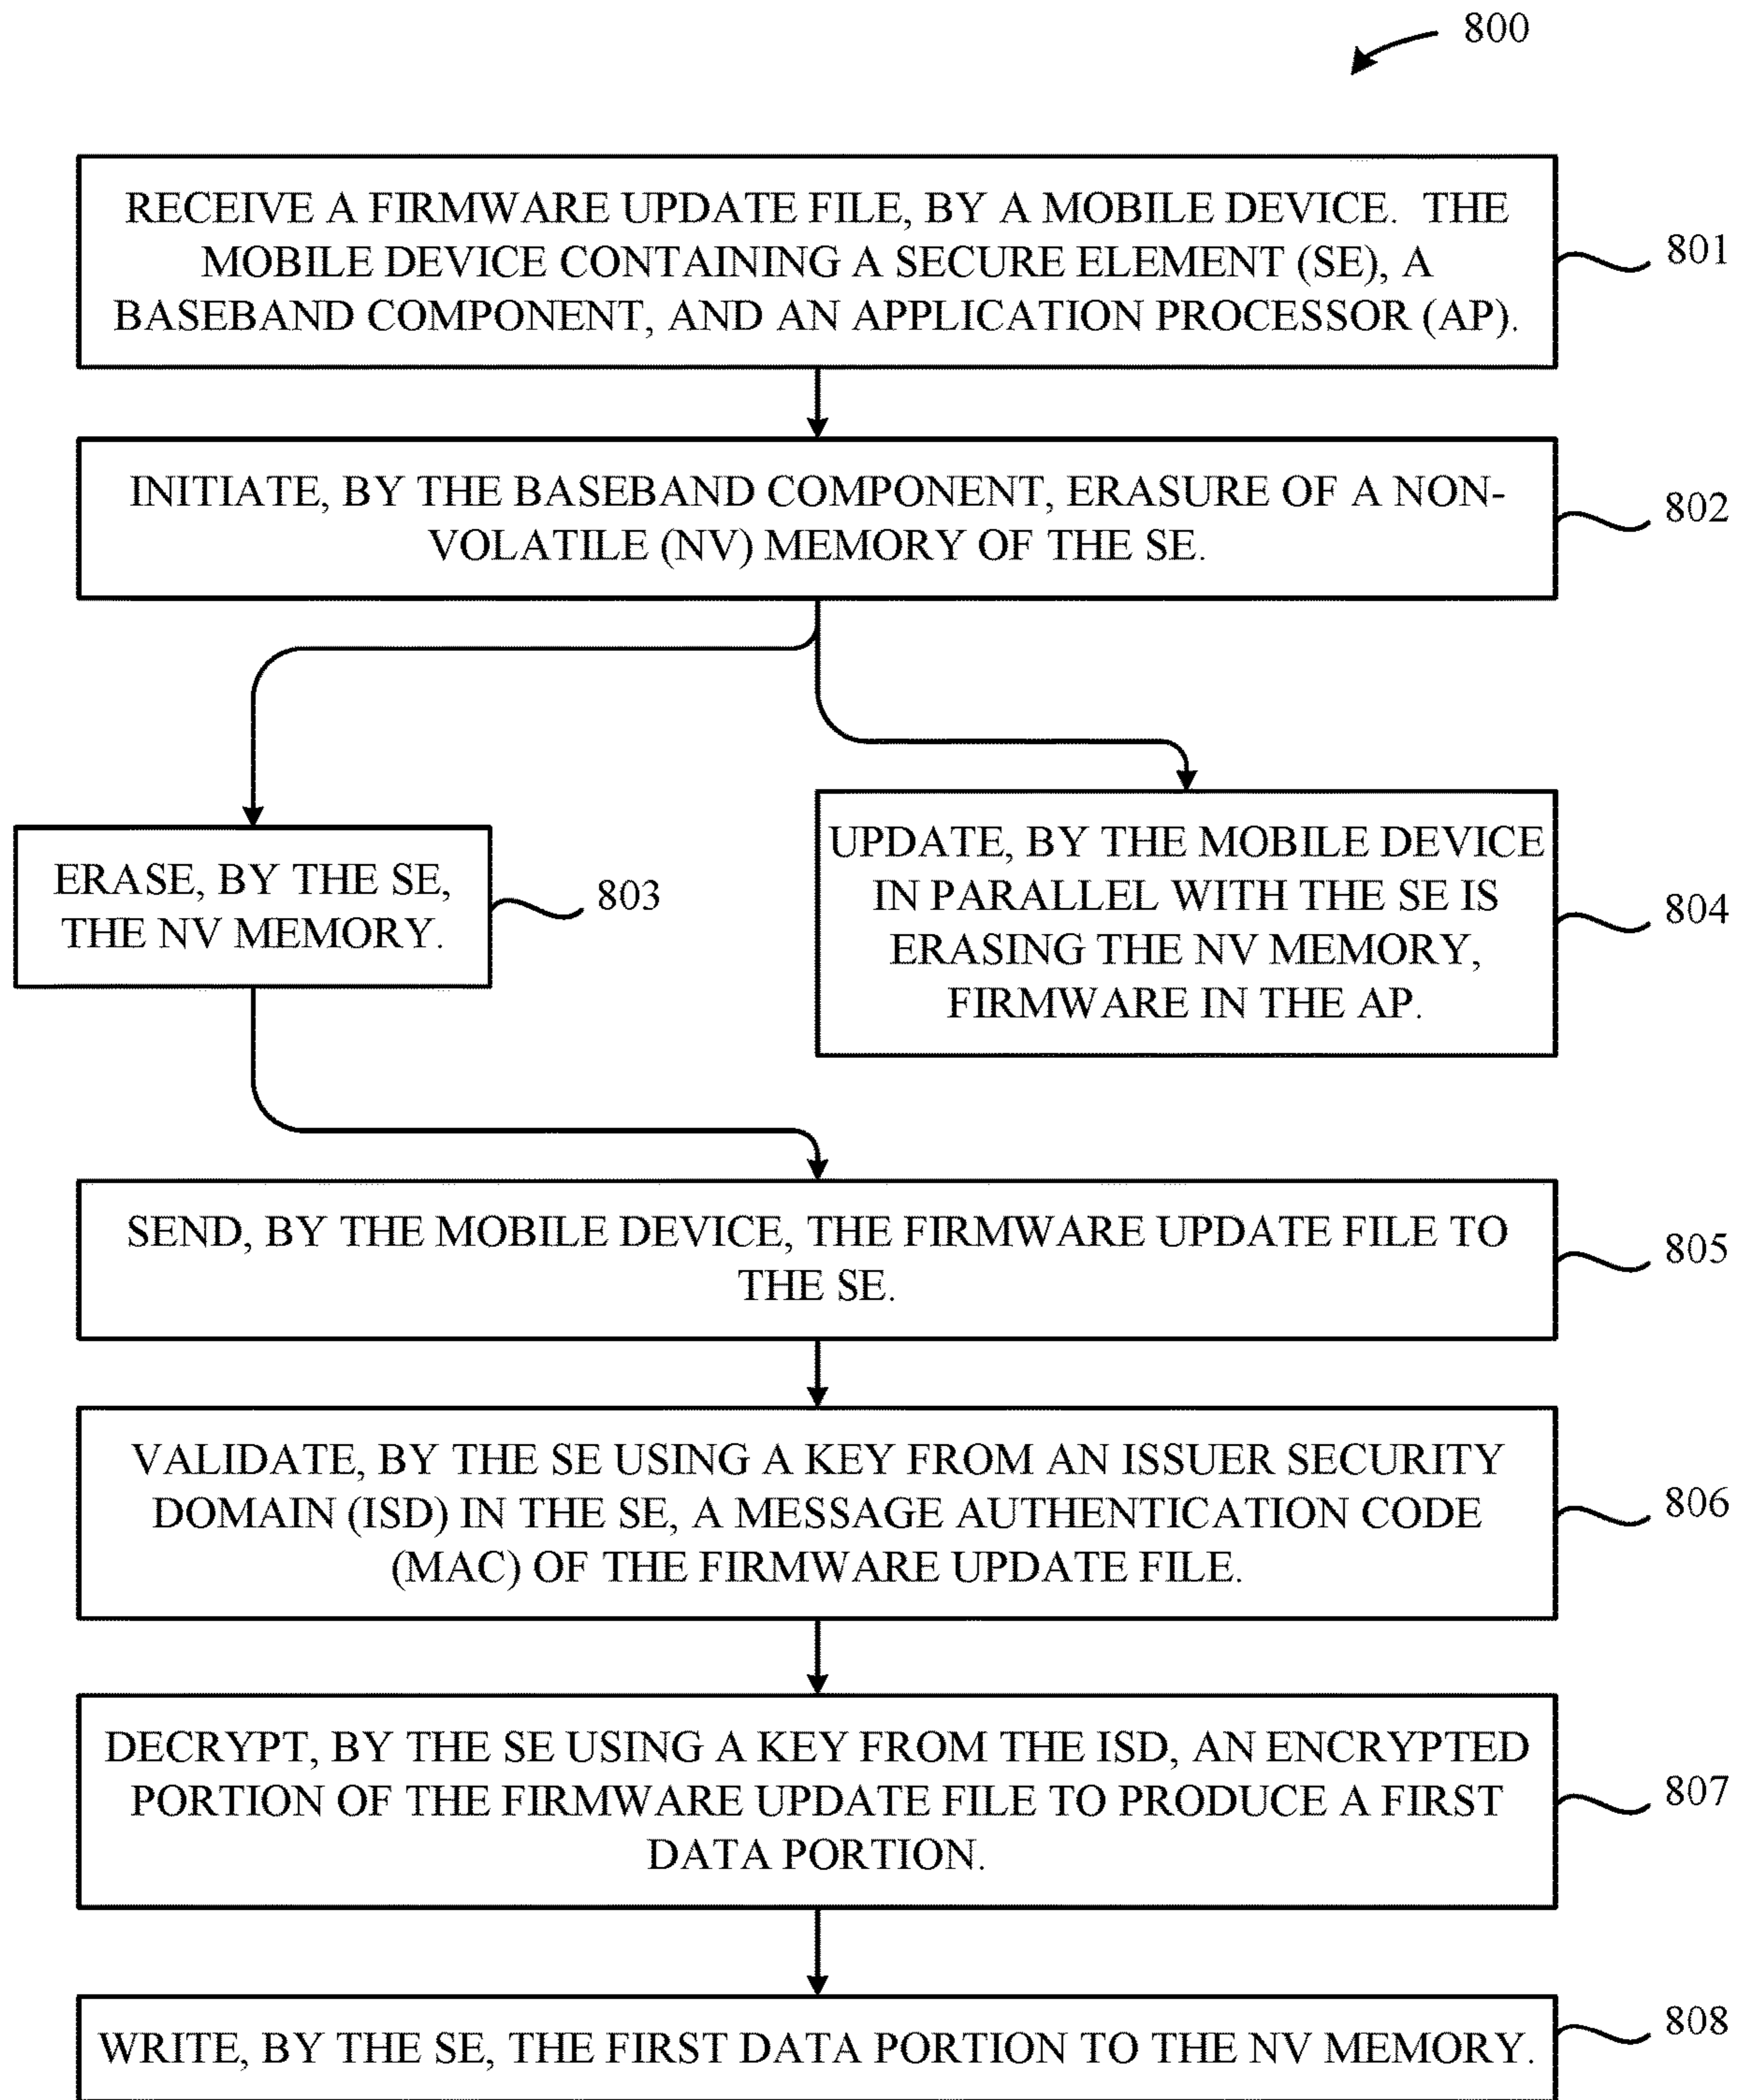 800
RECEIVE A FIRMWARE UPDATE FILE, BY A MOBILE DEVICE. THE
MOBILE DEVICE CONTAINING A SECURE ELEMENT (SE), A
BASEBAND COMPONENT, AND AN APPLICATION PROCESSOR (AP).
801
INITIATE, BY THE BASEBAND COMPONENT, ERASURE OF A NON-
VOLATILE (NV) MEMORY OF THE SE.
802
ERASE, BY THE SE,
THE NV MEMORY.
803
UPDATE, BY THE MOBILE DEVICE
IN PARALLEL WITH THE SE IS
ERASING THE NV MEMORY,
FIRMWARE IN THE AP.
804
SEND, BY THE MOBILE DEVICE, THE FIRMWARE UPDATE FILE TO
THE SE.
805
VALIDATE, BY THE SE USING A KEY FROM AN ISSUER SECURITY
DOMAIN (ISD) IN THE SE, A MESSAGE AUTHENTICATION CODE
(MAC) OF THE FIRMWARE UPDATE FILE.
806
DECRYPT, BY THE SE USING A KEY FROM THE ISD, AN ENCRYPTED
PORTION OF THE FIRMWARE UPDATE FILE TO PRODUCE A FIRST
DATA PORTION.
807
WRITE, BY THE SE, THE FIRST DATA PORTION TO THE NV MEMORY.
808